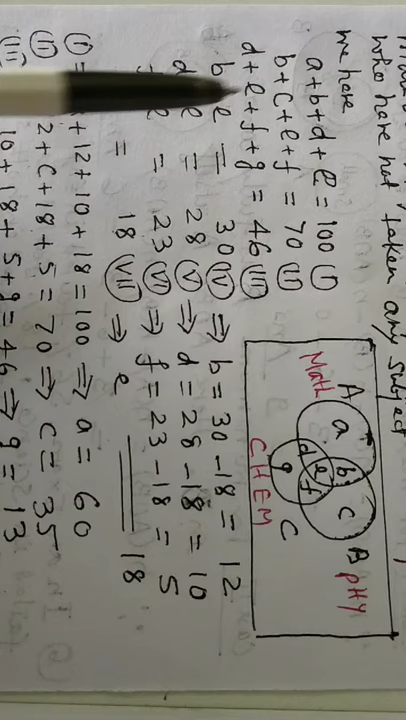 who have not taken any subject
we have
a+b+d+e = 100 (I)
b+c+e+f = 70 (II)
d+e+f+g = 46 (III)
30 (IV) ⇒ b = 30-18 = 12
28 (V) ⇒ d = 28-18 = 10
= 23 (VI) ⇒ f = 23-18 = 5
= 18 (VII) ⇒ e 18
(I) = +12+10+18 = 100 ⇒ a = 60
(II) 2+c+18+5 = 70 ⇒ c = 35
(III) 10+18+5+g = 46 ⇒ g = 13
A
Math
a
b
d
e
f
c
g
B
PHY
C
CHEM